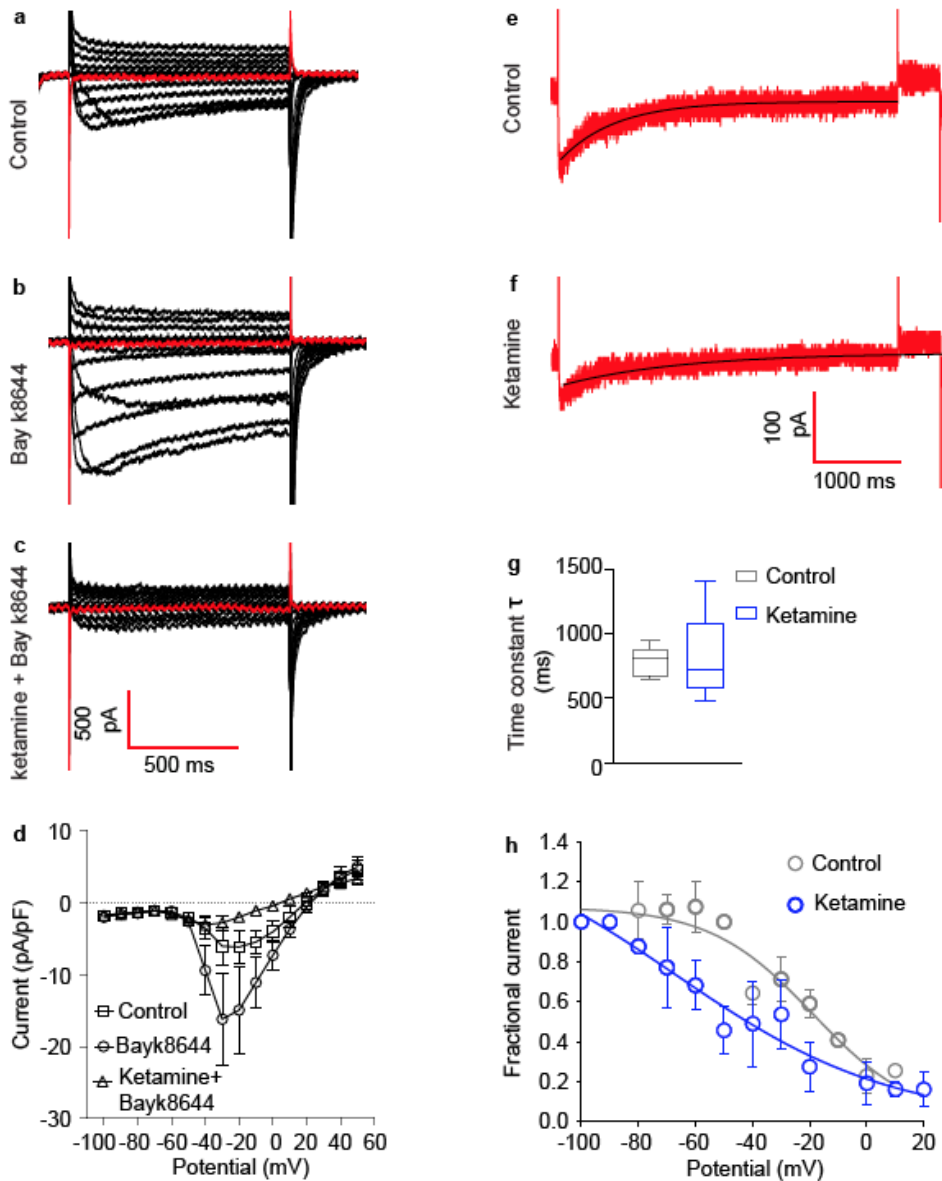 a
Control
b
Bay k8644
c
ketamine + Bay k8644
500
pA
500 ms
d
Current (pA/pF)
10
0
-10
-20
-30
Control
Bayk8644
Ketamine+
Bayk8644
-100 -80 -60 -40 -20 0 20 40 60
Potential (mV)
e
Control
f
Ketamine
100
pA
1000 ms
g
Time constant τ
(ms)
1500
1000
500
0
Control
Ketamine
h
Fractional current
1.4
1.2
1.0
0.8
0.6
0.4
0.2
0.0
Control
Ketamine
-100 -80 -60 -40 -20 0 20
Potential (mV)